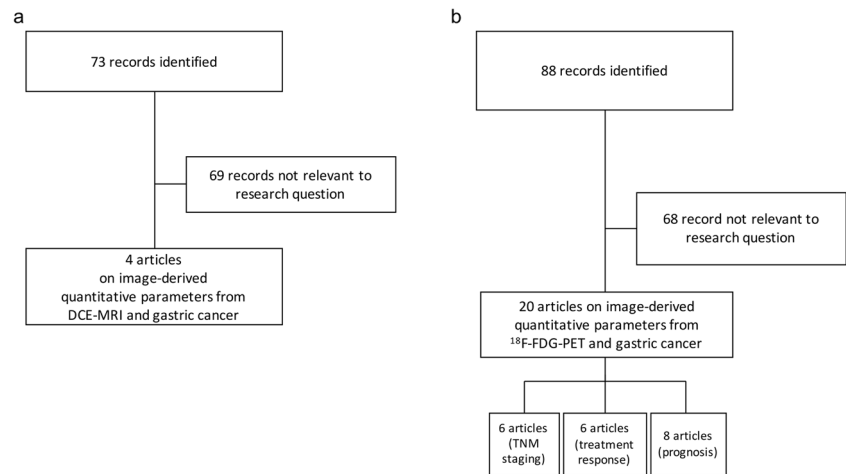 a
73 records identified
69 records not relevant to
research question
4 articles
on image-derived
quantitative parameters from
DCE-MRI and gastric cancer
b
88 records identified
68 record not relevant to
research question
20 articles on image-derived
quantitative parameters from
¹⁸F-FDG-PET and gastric cancer
6 articles
(TNM
staging)
6 articles
(treatment
response)
8 articles
(prognosis)